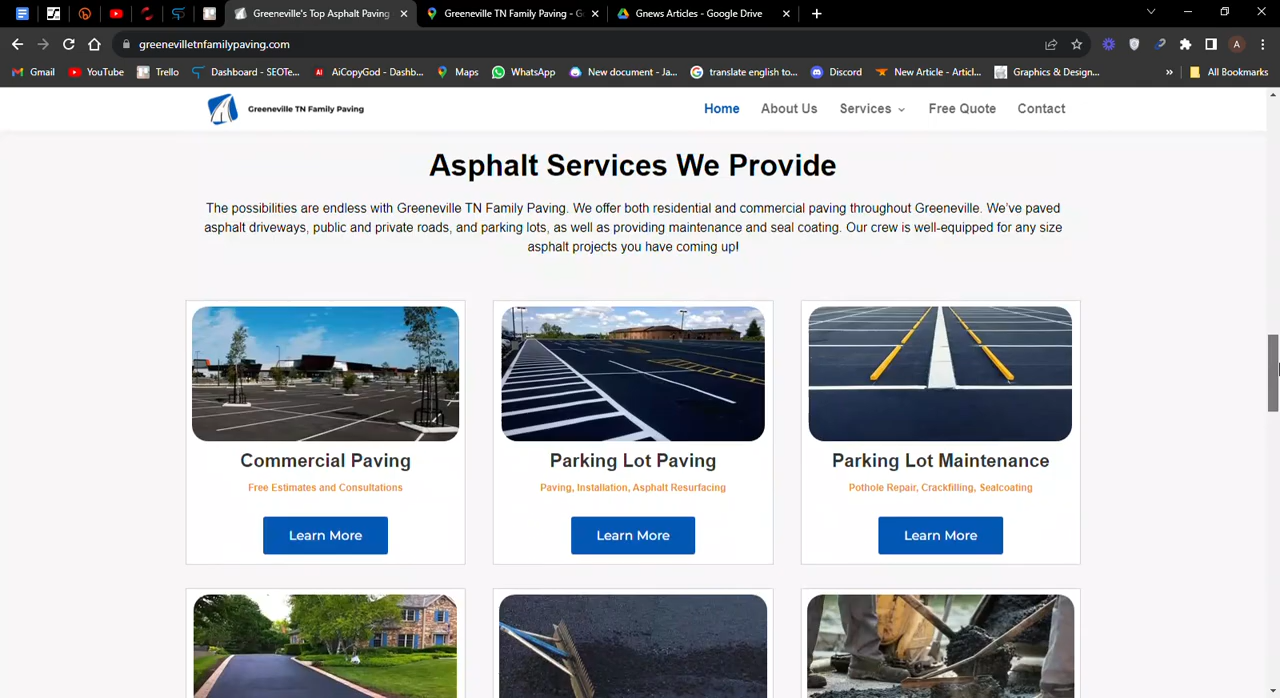 Greeneville's Top Asphalt Paving
Greeneville TN Family Paving - G
Gnews Articles - Google Drive
greenevilletnfamilypaving.com
A
Gmail
YouTube
Trello
Dashboard - SEOTe...
AI
AiCopyGod - Dashb...
Maps
WhatsApp
New document - Ja...
translate english to...
Discord
New Article - Articl...
Graphics & Design...
»
All Bookmarks
Greeneville TN Family Paving
Home
About Us
Services
Free Quote
Contact
Asphalt Services We Provide
The possibilities are endless with Greeneville TN Family Paving. We offer both residential and commercial paving throughout Greeneville. We've paved
asphalt driveways, public and private roads, and parking lots, as well as providing maintenance and seal coating. Our crew is well-equipped for any size
asphalt projects you have coming up!
Commercial Paving
Free Estimates and Consultations
Learn More
Parking Lot Paving
Paving, Installation, Asphalt Resurfacing
Learn More
Parking Lot Maintenance
Pothole Repair, Crackfilling, Sealcoating
Learn More